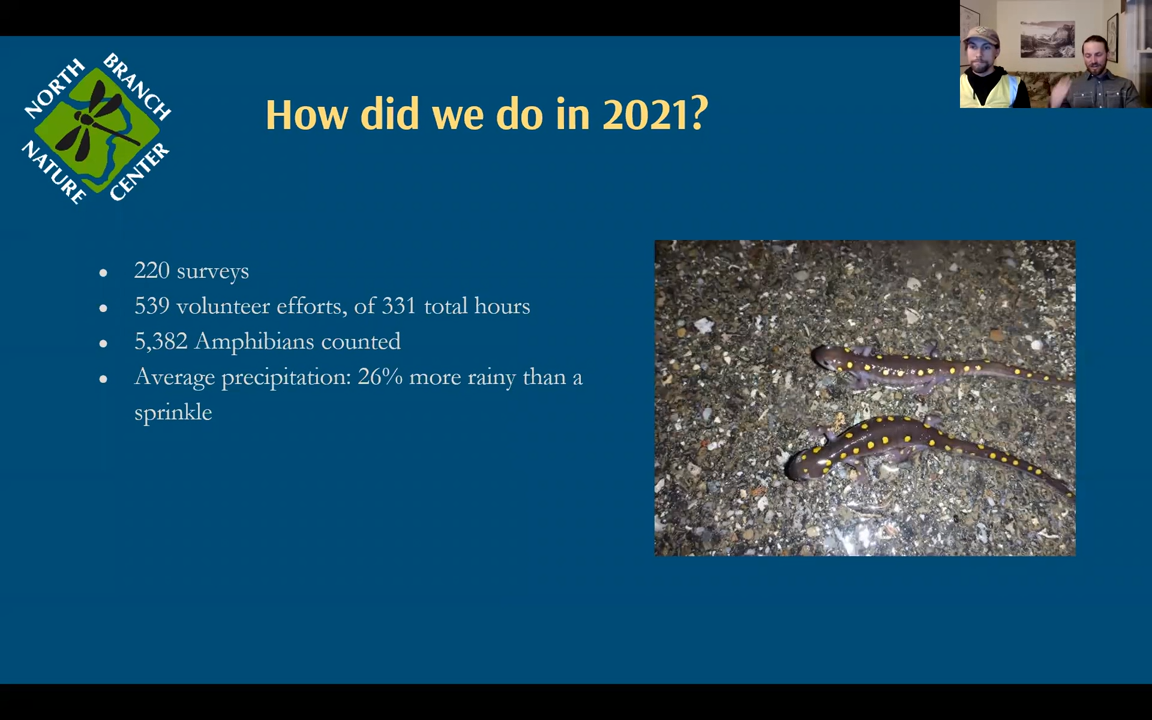 NORTH BRANCH
NATURE CENTER
How did we do in 2021?
220 surveys
539 volunteer efforts, of 331 total hours
5,382 Amphibians counted
Average precipitation: 26% more rainy than a
sprinkle